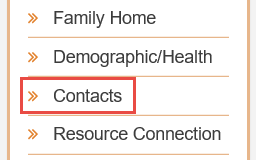 » Family Home
» Demographic/Health
» Contacts
» Resource Connection